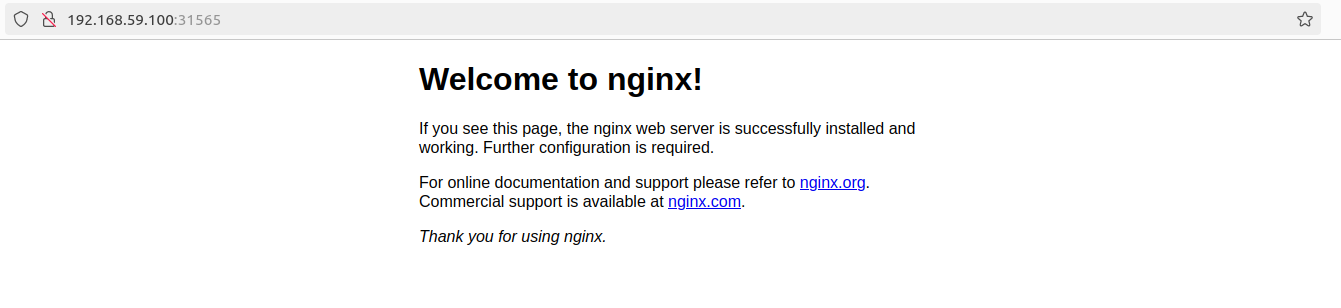 192.168.59.100:31565
Welcome to nginx!
If you see this page, the nginx web server is successfully installed and
working. Further configuration is required.
For online documentation and support please refer to nginx.org.
Commercial support is available at nginx.com.
Thank you for using nginx.